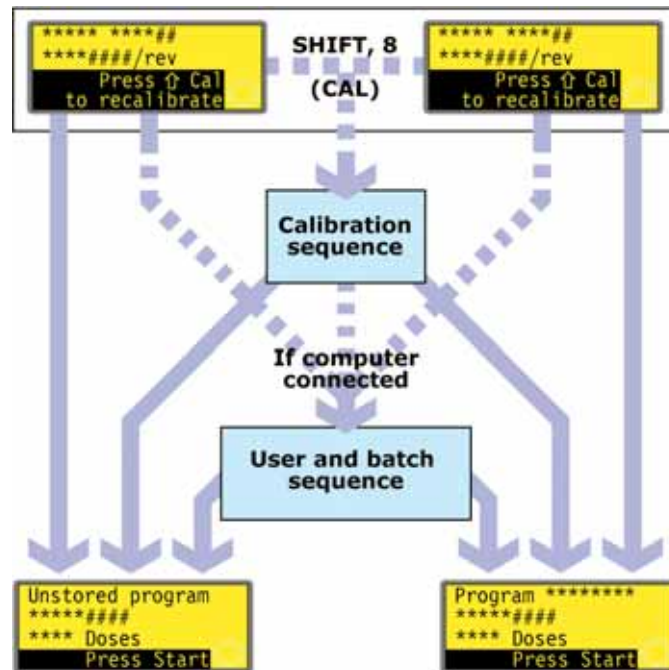 ***** ****##
****####/rev
Press ⇧ Cal
to recalibrate
SHIFT, 8
(CAL)
***** ****##
****####/rev
Press ⇧ Cal
to recalibrate
Calibration
sequence
If computer
connected
User and batch
sequence
Unstored program
*****####
**** Doses
Press Start
Program ********
*****####
**** Doses
Press Start